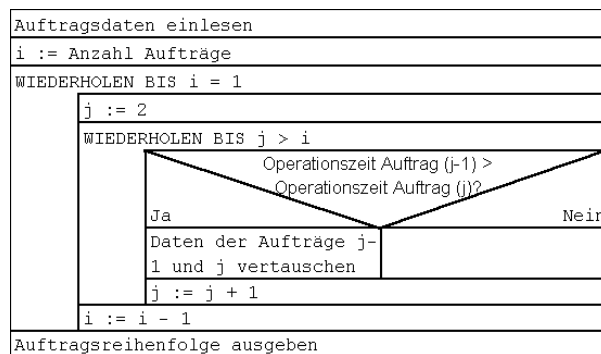 Auftragsdaten einlesen
i := Anzahl Aufträge
WIEDERHOLEN BIS i = 1
j := 2
WIEDERHOLEN BIS j > i
Operationszeit Auftrag (j-1) >
Operationszeit Auftrag (j)?
Ja
Nein
Daten der Aufträge j-
1 und j vertauschen
j := j + 1
i := i - 1
Auftragsreihenfolge ausgeben